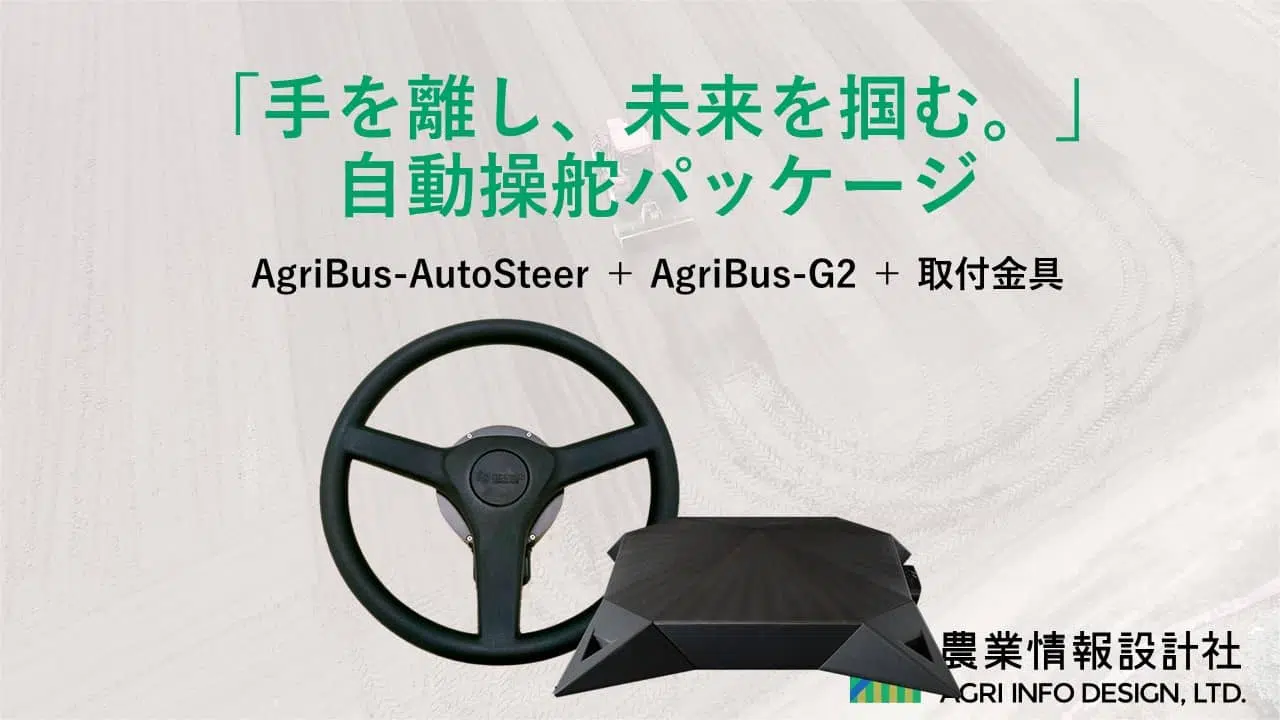 「手を離し、未来を掴む。」
自動操舵パッケージ
AgriBus-AutoSteer ＋ AgriBus-G2 ＋ 取付金具
農業情報設計社
AGRI INFO DESIGN, LTD.